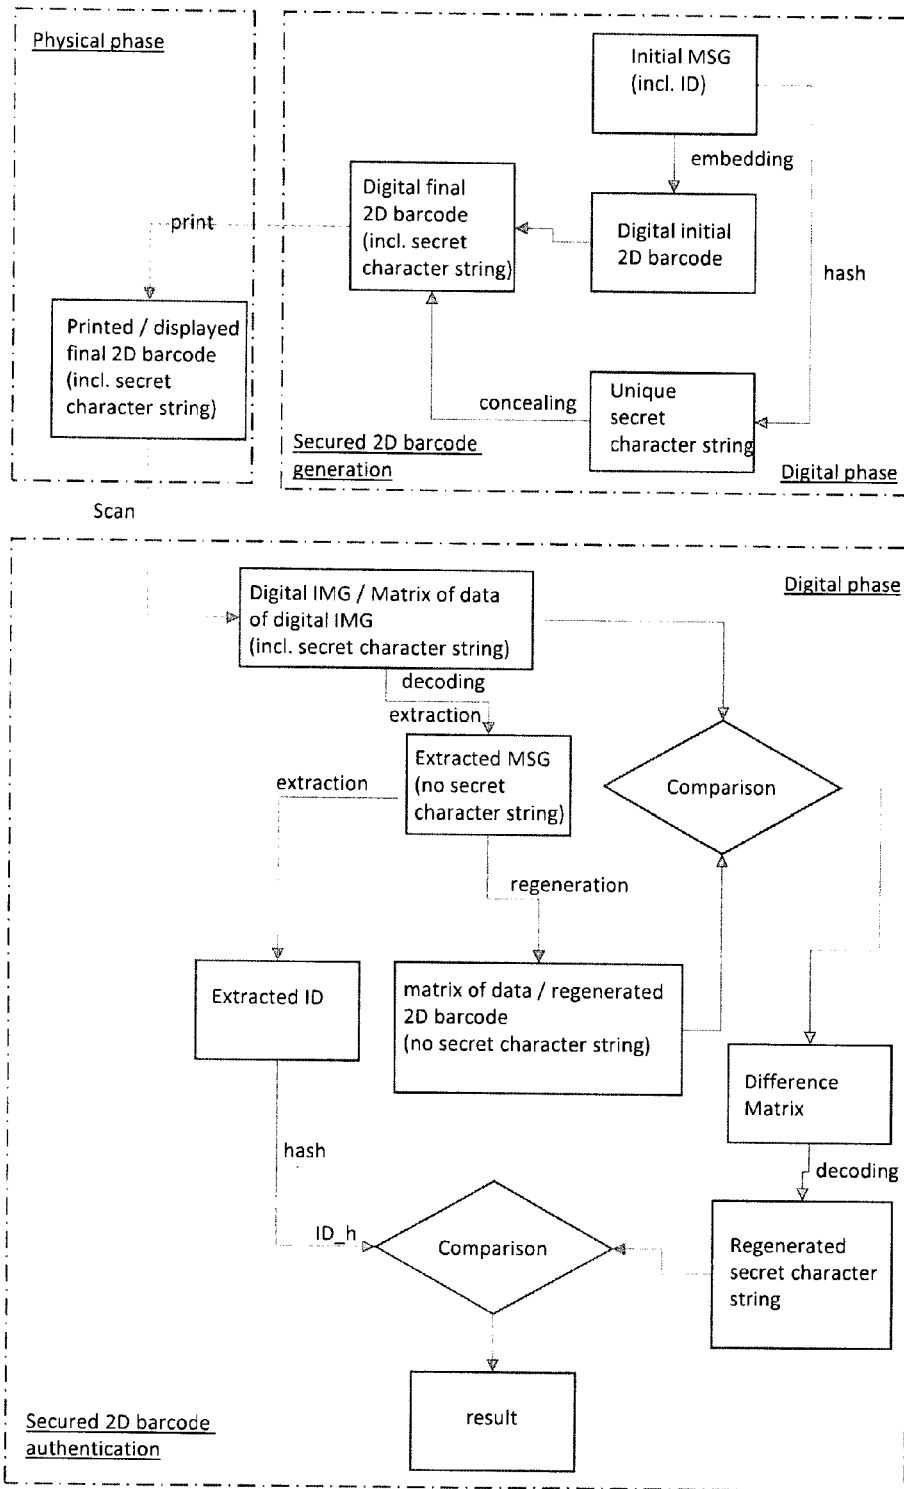 Physical phase
Initial MSG
(incl. ID)
embedding
Digital final
2D barcode
(incl. secret
character string)
Digital initial
2D barcode
print
hash
Printed / displayed
final 2D barcode
(incl. secret
character string)
concealing
Unique
secret
character string
Secured 2D barcode
generation
Digital phase
Scan
Digital phase
Digital IMG / Matrix of data
of digital IMG
(incl. secret character string)
decoding
extraction
Extracted MSG
(no secret
character string)
extraction
Comparison
regeneration
Extracted ID
matrix of data / regenerated
2D barcode
(no secret character string)
Difference
Matrix
hash
decoding
ID_h
Comparison
Regenerated
secret character
string
result
Secured 2D barcode
authentication